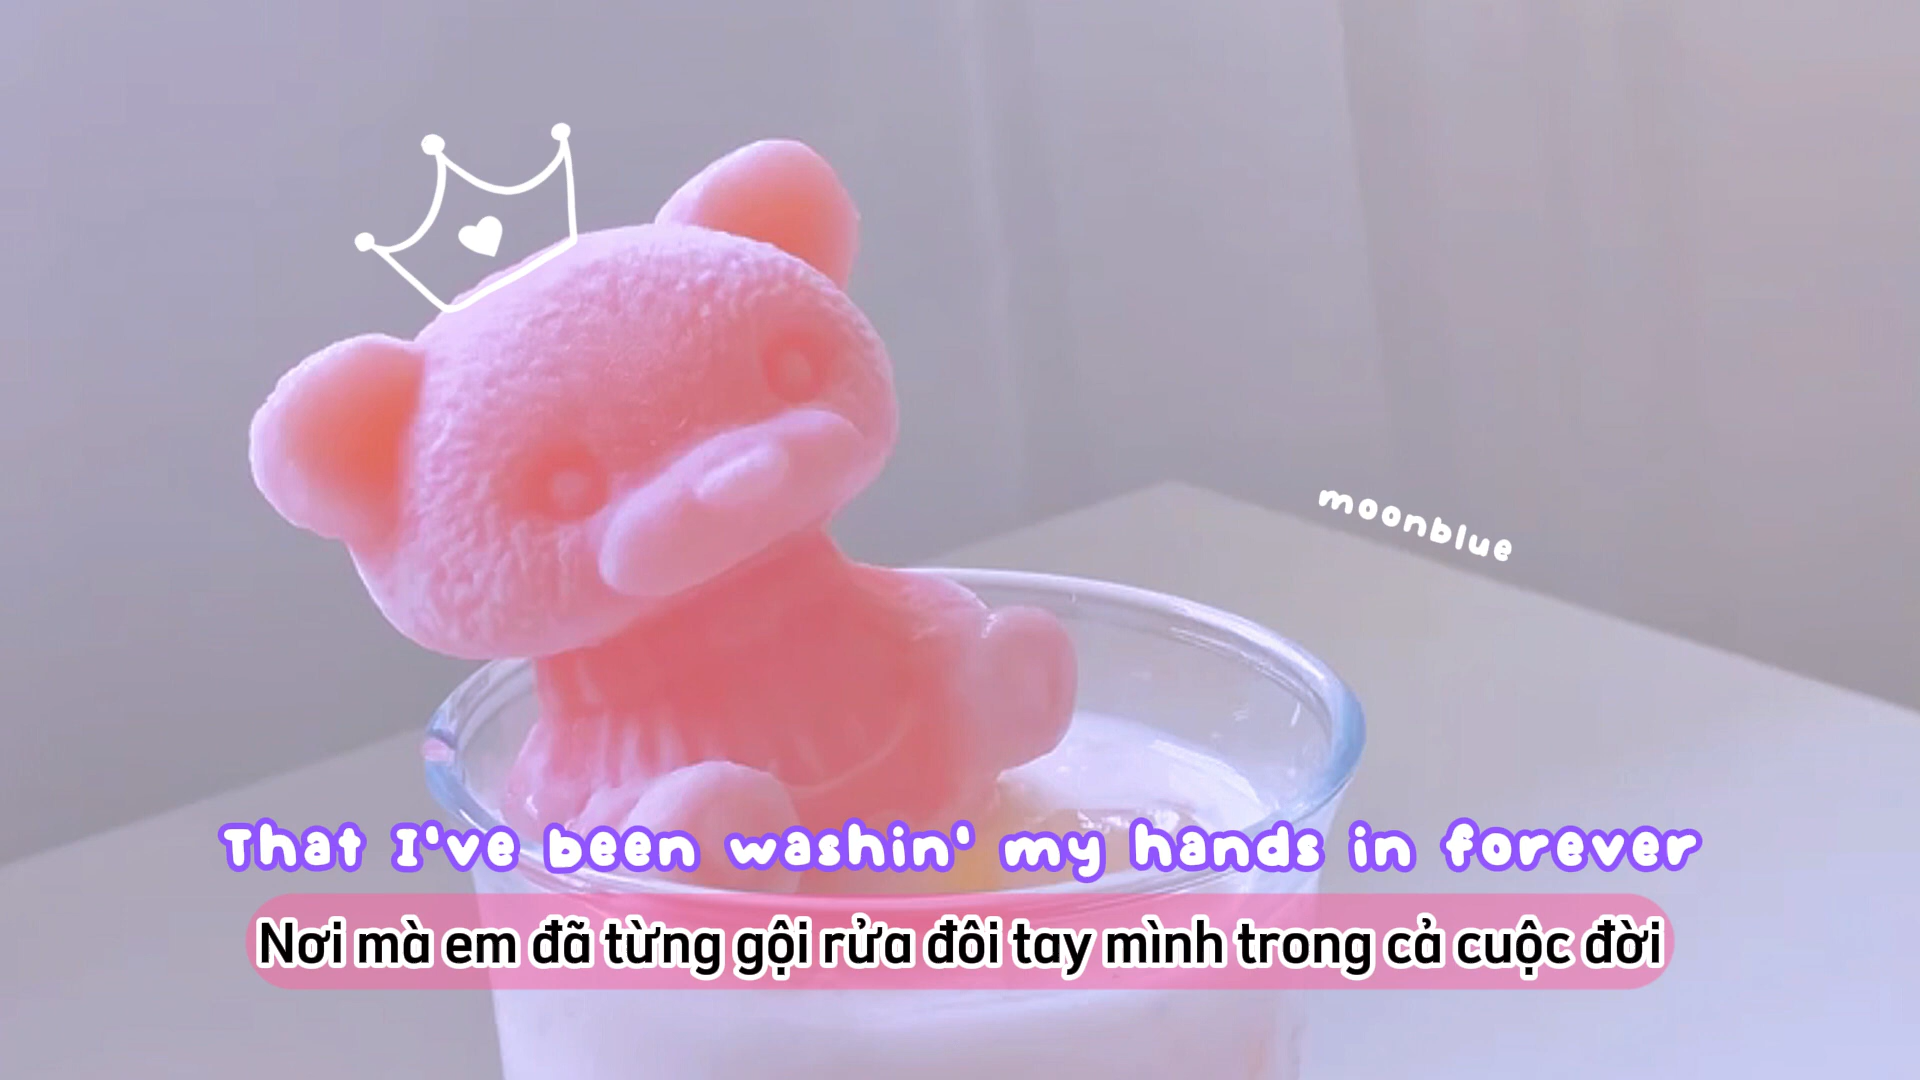 moonblue
That I've been washin' my hands in forever
Nơi mà em đã từng gội rửa đôi tay mình trong cả cuộc đời